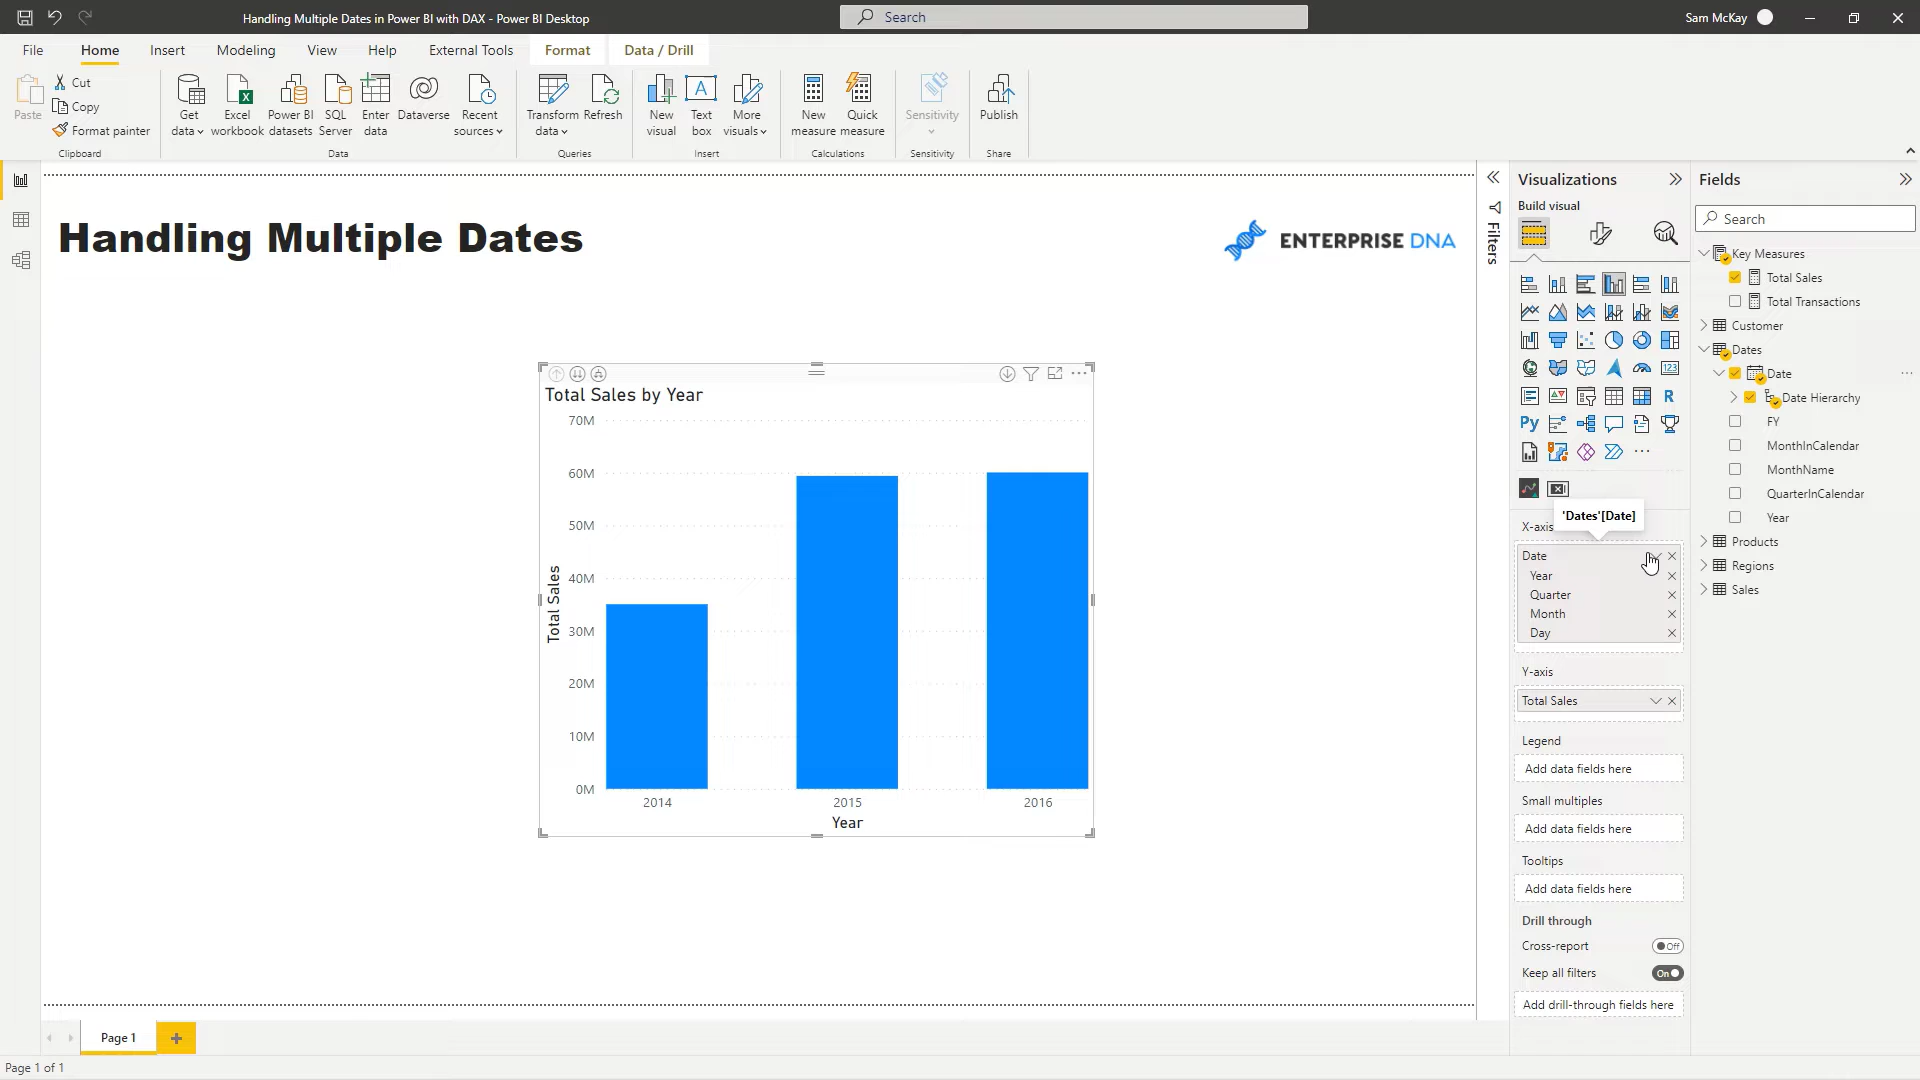 Handling Multiple Dates in Power BI with DAX - Power BI Desktop
Search
Sam McKay
File
Home
Insert
Modeling
View
Help
External Tools
Format
Data / Drill
Paste
Cut
Copy
Format painter
Clipboard
Get data
Excel workbook
Power BI datasets
SQL Server
Enter data
Dataverse
Recent sources
Data
Transform data
Refresh
Queries
New visual
Text box
More visuals
Insert
New measure
Quick measure
Calculations
Sensitivity
Sensitivity
Publish
Share
Handling Multiple Dates
ENTERPRISE DNA
Total Sales by Year
70M
60M
50M
40M
30M
20M
10M
0M
Total Sales
2014
2015
2016
Year
Filters
Visualizations
Build visual
123
R
Py
'Dates'[Date]
X-axis
Date
Year
Quarter
Month
Day
Y-axis
Total Sales
Legend
Add data fields here
Small multiples
Add data fields here
Tooltips
Add data fields here
Drill through
Cross-report
Off
Keep all filters
On
Add drill-through fields here
Fields
Search
Key Measures
Total Sales
Total Transactions
Customer
Dates
Date
Date Hierarchy
FY
MonthInCalendar
MonthName
QuarterInCalendar
Year
Products
Regions
Sales
Page 1
Page 1 of 1